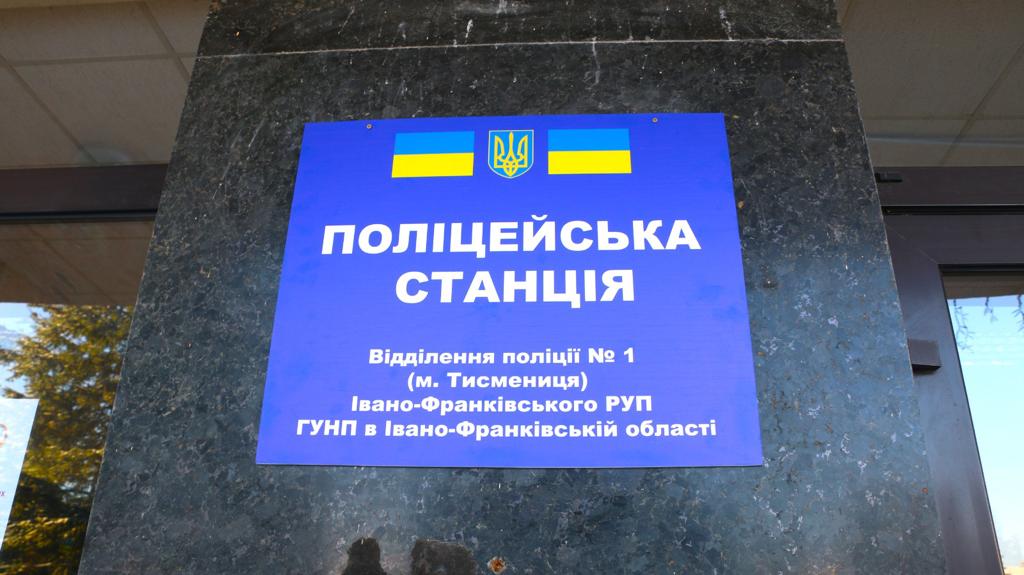 ПОЛІЦЕЙСЬКА
СТАНЦІЯ
Відділення поліції № 1
(м. Тисмениця)
Івано-Франківського РУП
ГУНП в Івано-Франківській області